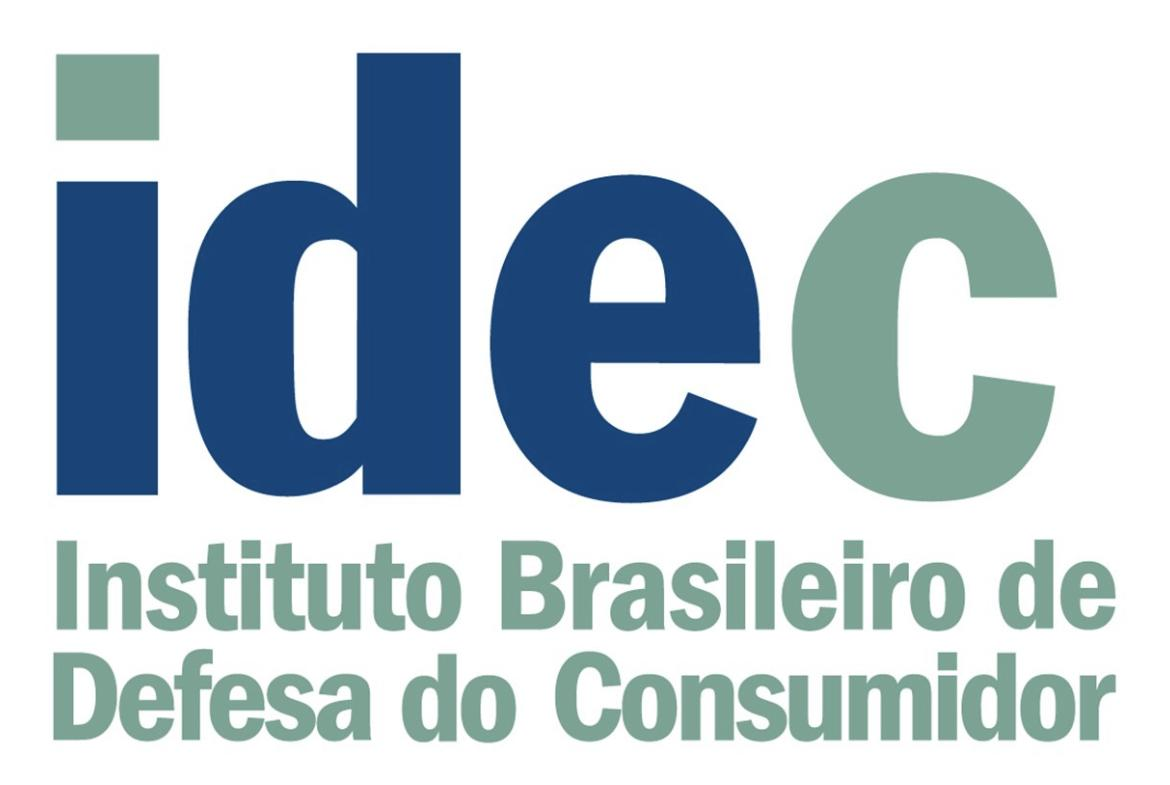 idec
Instituto Brasileiro de
Defesa do Consumidor